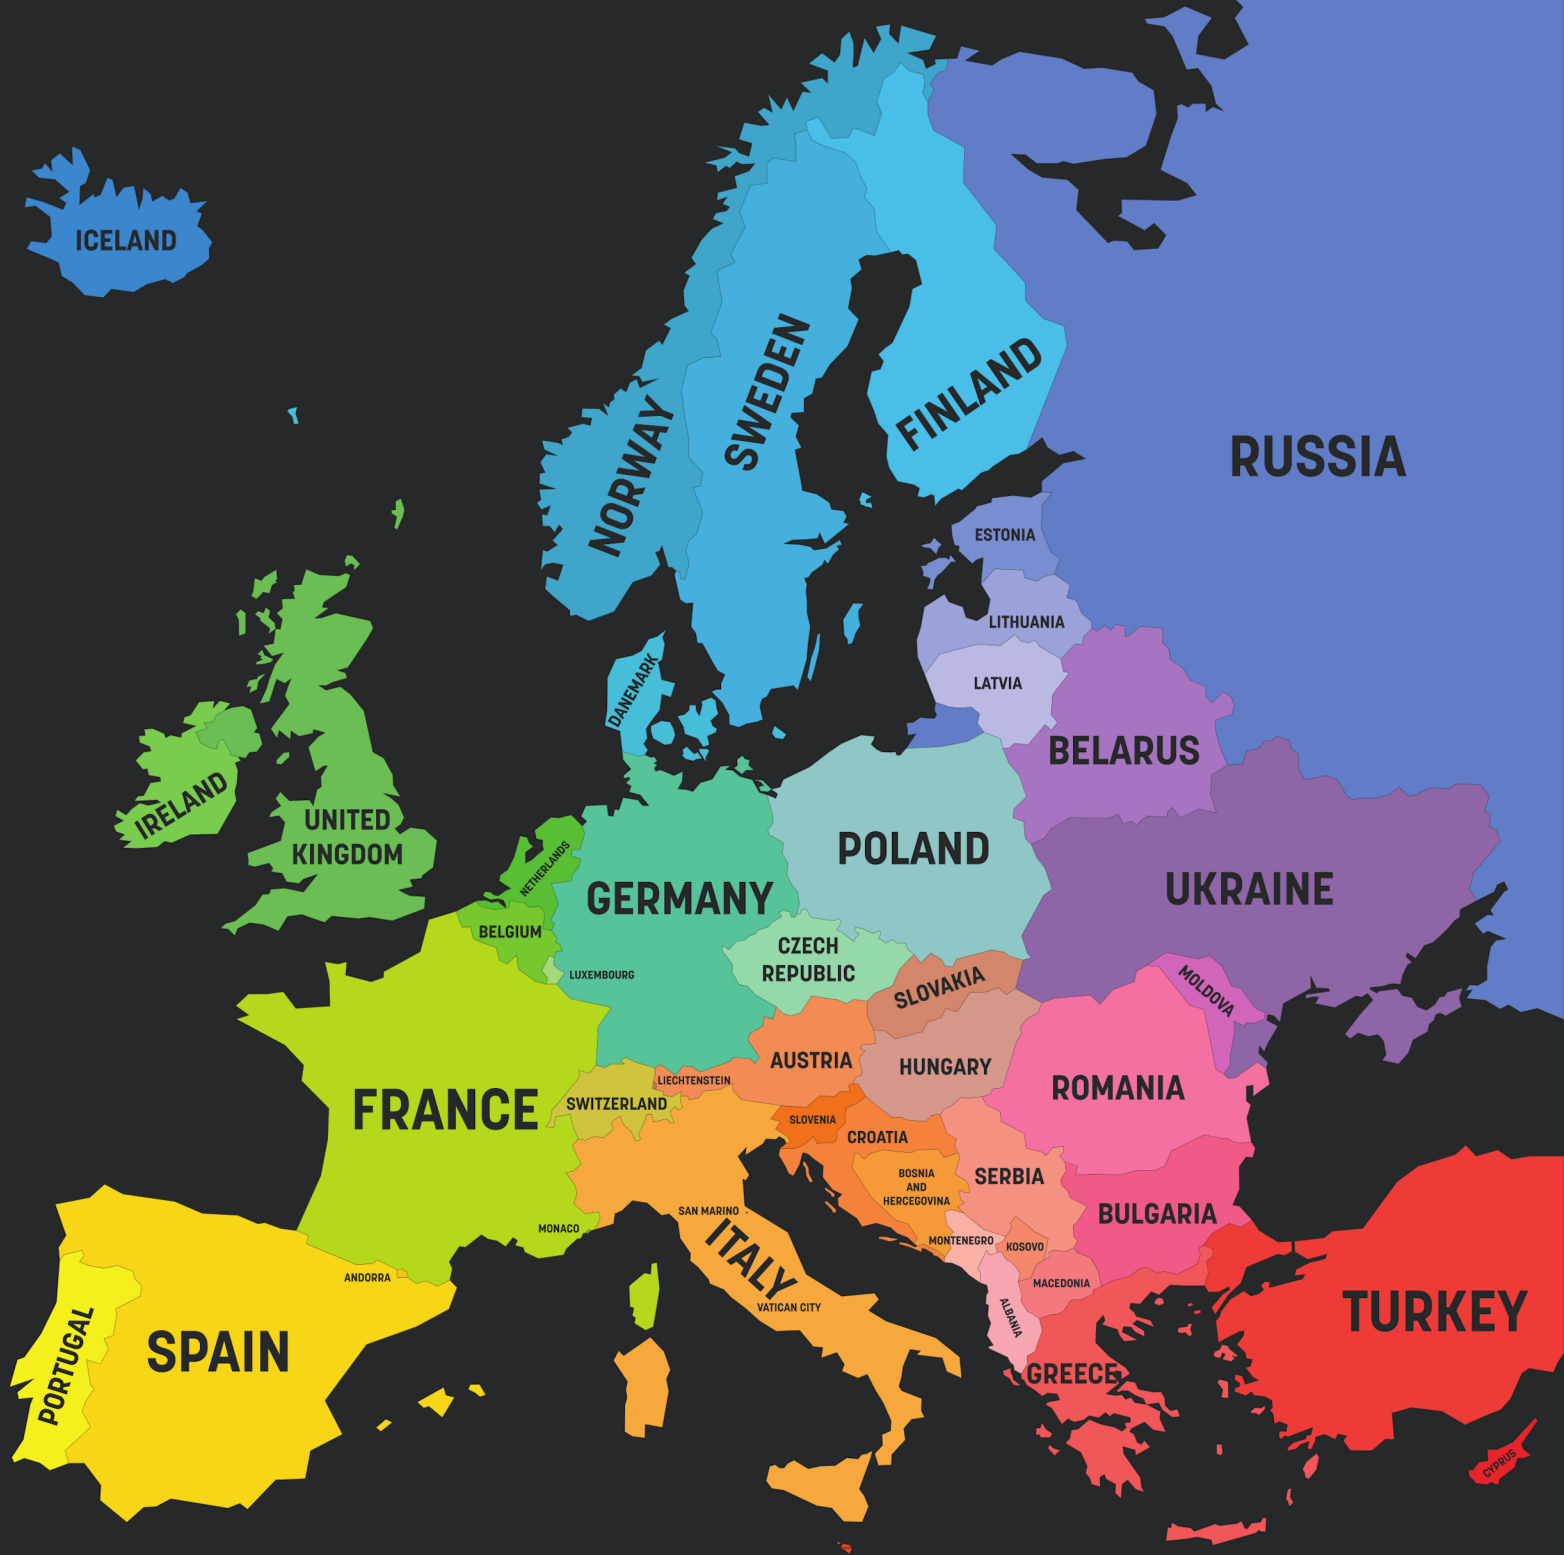 ICELAND
NORWAY
SWEDEN
FINLAND
RUSSIA
ESTONIA
LITHUANIA
LATVIA
DANEMARK
BELARUS
IRELAND
UNITED
KINGDOM
NETHERLANDS
GERMANY
POLAND
UKRAINE
BELGIUM
CZECH
REPUBLIC
LUXEMBOURG
SLOVAKIA
MOLDOVA
AUSTRIA
HUNGARY
LIECHTENSTEIN
ROMANIA
FRANCE
SWITZERLAND
SLOVENIA
CROATIA
BOSNIA
AND
HERCEGOVINA
SERBIA
SAN MARINO
BULGARIA
MONACO
ITALY
MONTENEGRO
KOSOVO
ANDORRA
MACEDONIA
VATICAN CITY
ALBANIA
TURKEY
PORTUGAL
SPAIN
GREECE
CYPRUS